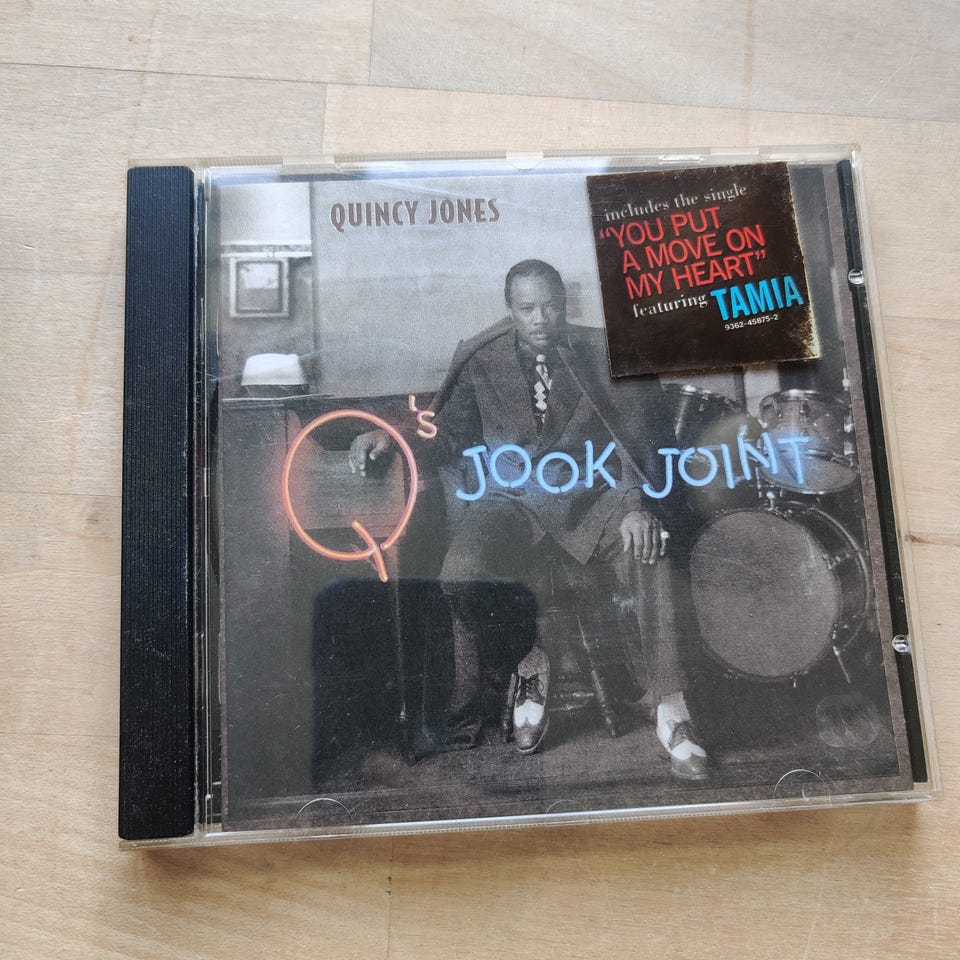 QUINCY JONES
includes the single
"YOU PUT
A MOVE ON
MY HEART"
featuring TAMIA
9362-45875-2
Q's JOOK JOINT